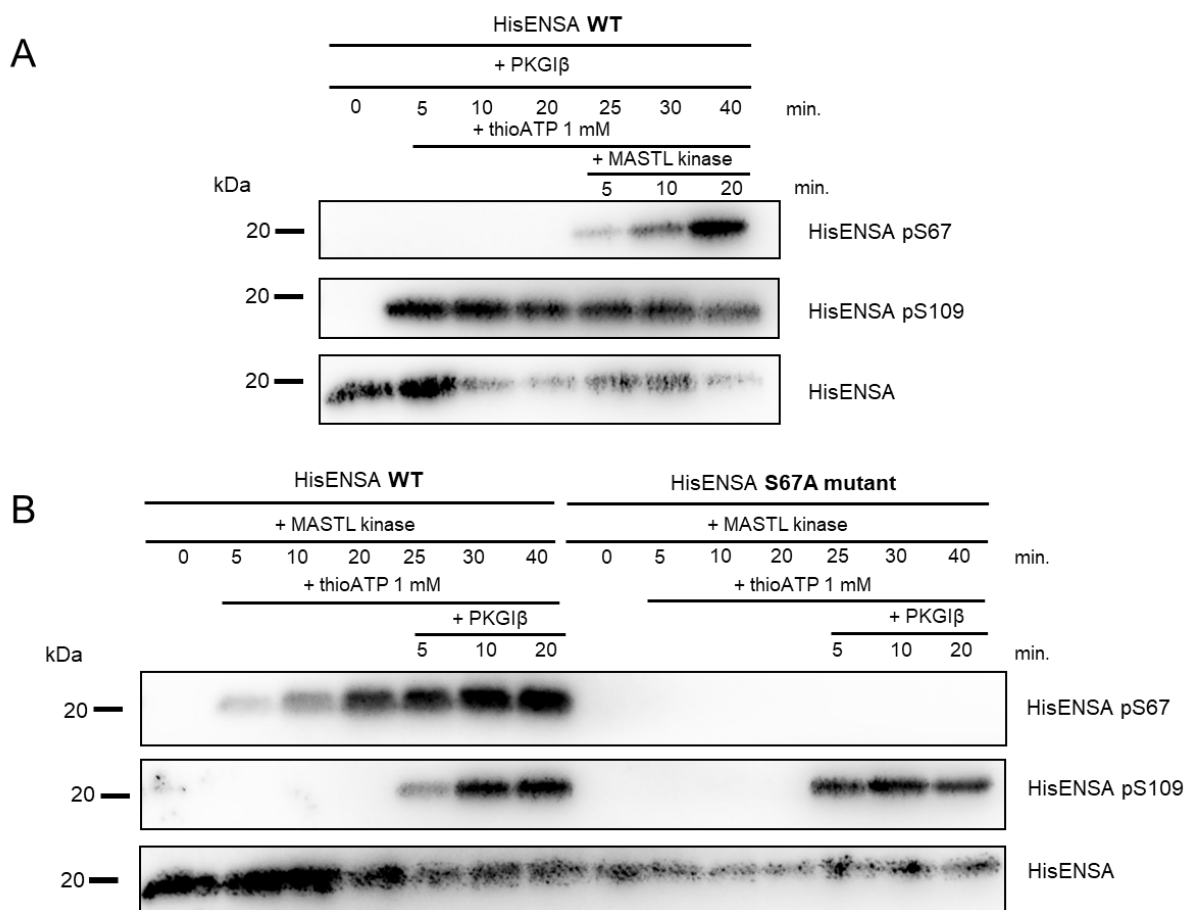 A
HisENSA WT
+ PKGIβ
0 5 10 20 25 30 40 min.
+ thioATP 1 mM
+ MASTL kinase
kDa 5 10 20 min.
20 HisENSA pS67
20 HisENSA pS109
20 HisENSA
B
HisENSA WT HisENSA S67A mutant
+ MASTL kinase + MASTL kinase
0 5 10 20 25 30 40 0 5 10 20 25 30 40 min.
+ thioATP 1 mM + thioATP 1 mM
+ PKGIβ + PKGIβ
kDa 5 10 20 5 10 20 min.
20 HisENSA pS67
20 HisENSA pS109
20 HisENSA